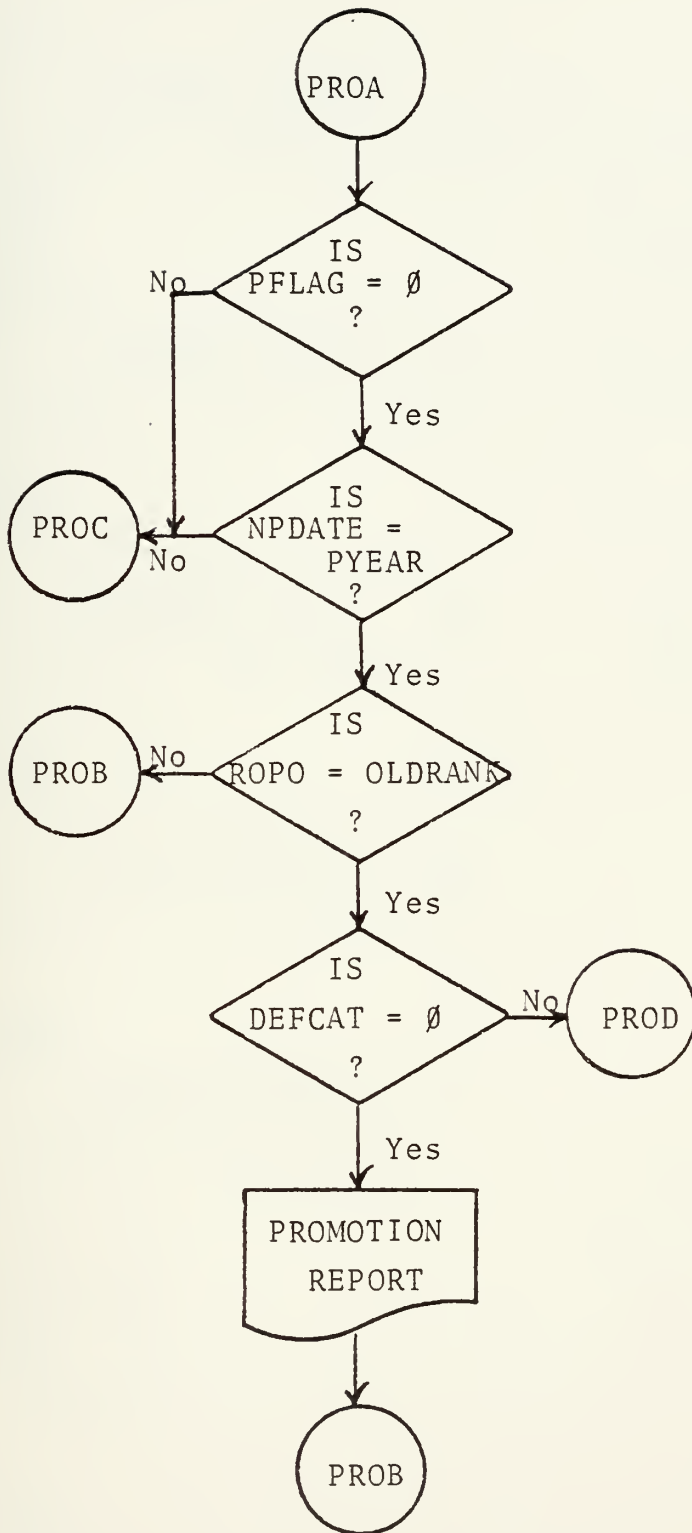 PROA
IS
PFLAG = Ø
?
No
Yes
IS
NPDATE =
PYEAR
?
PROC
No
Yes
IS
ROPO = OLDRANK
?
PROB
No
Yes
IS
DEFCAT = Ø
?
No
PROD
Yes
PROMOTION
REPORT
PROB